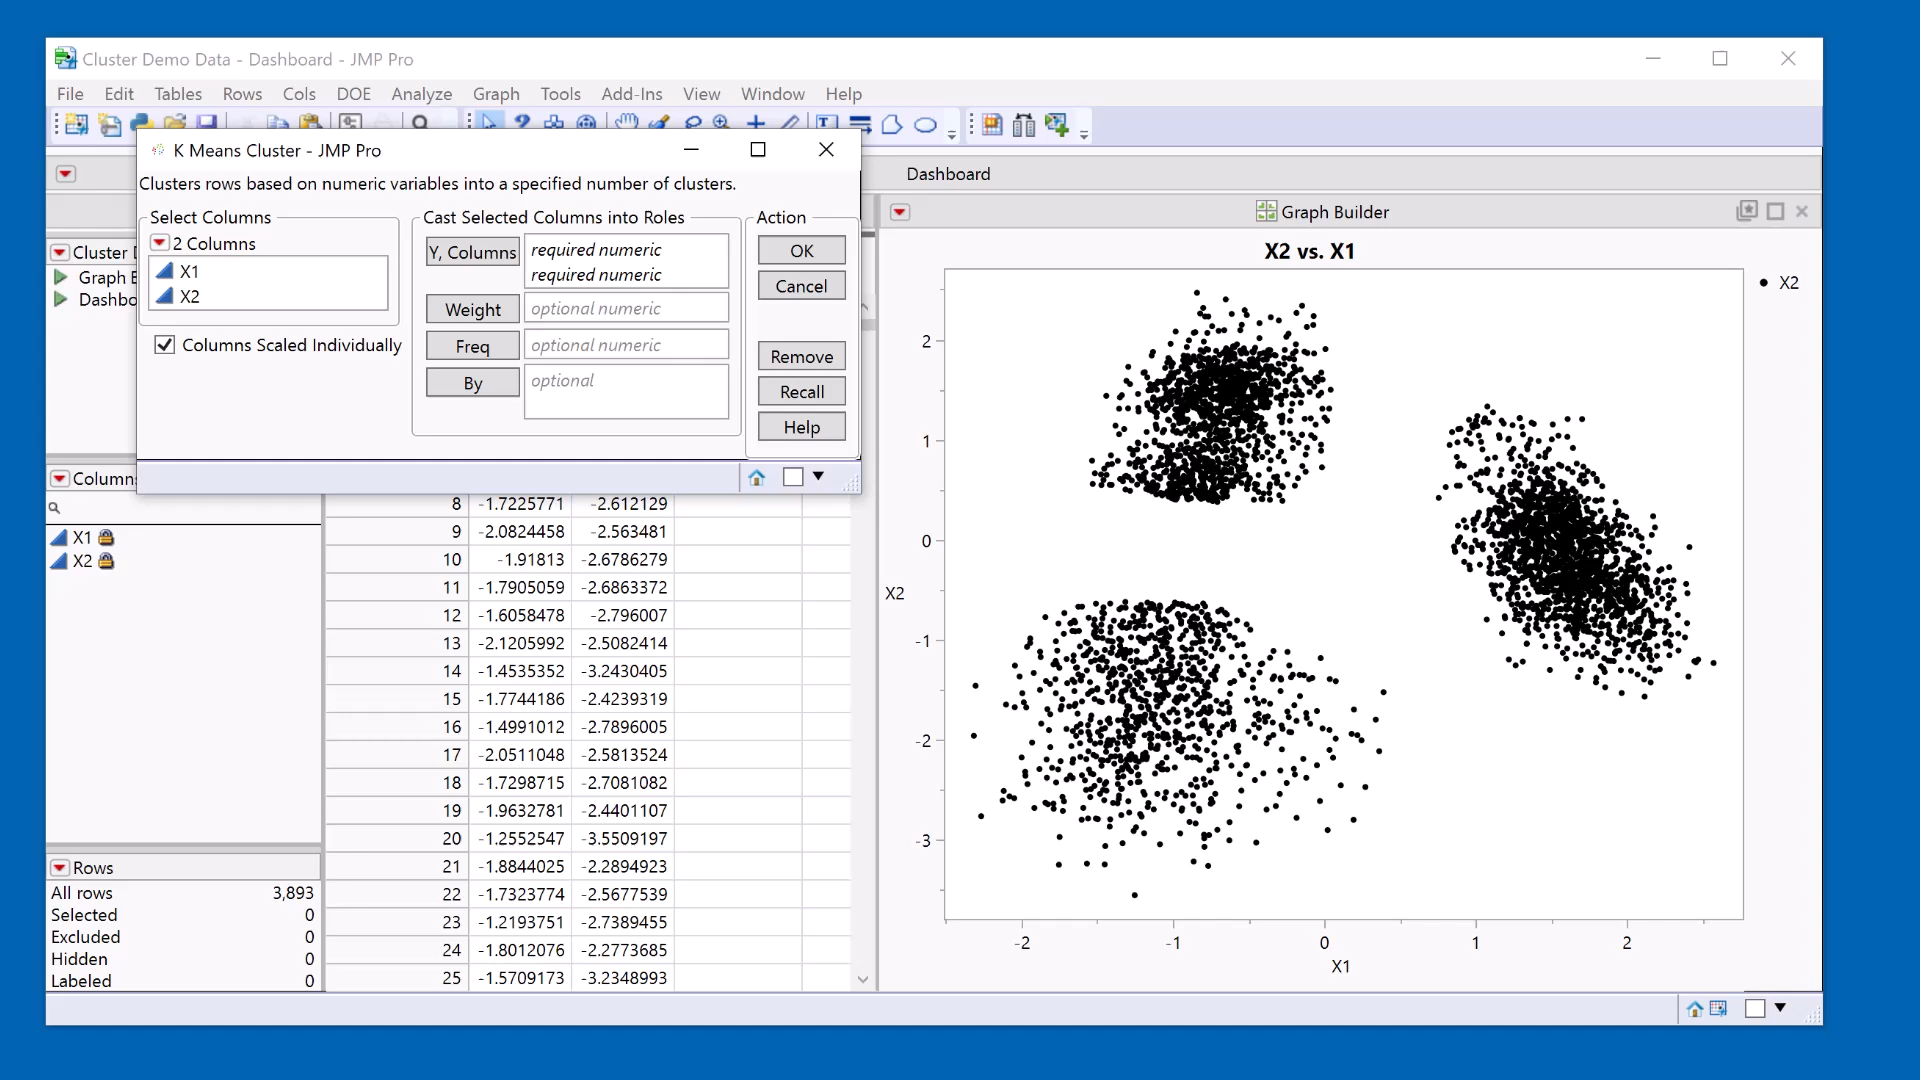 Cluster Demo Data - Dashboard - JMP Pro
File Edit Tables Rows Cols DOE Analyze Graph Tools Add-Ins View Window Help
K Means Cluster - JMP Pro
Clusters rows based on numeric variables into a specified number of clusters.
Select Columns
2 Columns
X1
X2
Columns Scaled Individually
Cast Selected Columns into Roles
Y, Columns required numeric
required numeric
Weight optional numeric
Freq optional numeric
By optional
Action
OK
Cancel
Remove
Recall
Help
Dashboard
Cluster
Graph
Dashbo
Column
X1
X2
Rows
All rows 3,893
Selected 0
Excluded 0
Hidden 0
Labeled 0
8 -1.7225771 -2.612129
9 -2.0824458 -2.563481
10 -1.91813 -2.6786279
11 -1.7905059 -2.6863372
12 -1.6058478 -2.796007
13 -2.1205992 -2.5082414
14 -1.4535352 -3.2430405
15 -1.7744186 -2.4239319
16 -1.4991012 -2.7896005
17 -2.0511048 -2.5813524
18 -1.7298715 -2.7081082
19 -1.9632781 -2.4401107
20 -1.2552547 -3.5509197
21 -1.8844025 -2.2894923
22 -1.7323774 -2.5677539
23 -1.2193751 -2.7389455
24 -1.8012076 -2.2773685
25 -1.5709173 -3.2348993
Graph Builder
X2 vs. X1
X2
2
1
0
-1
-2
-3
X2
-2 -1 0 1 2
X1